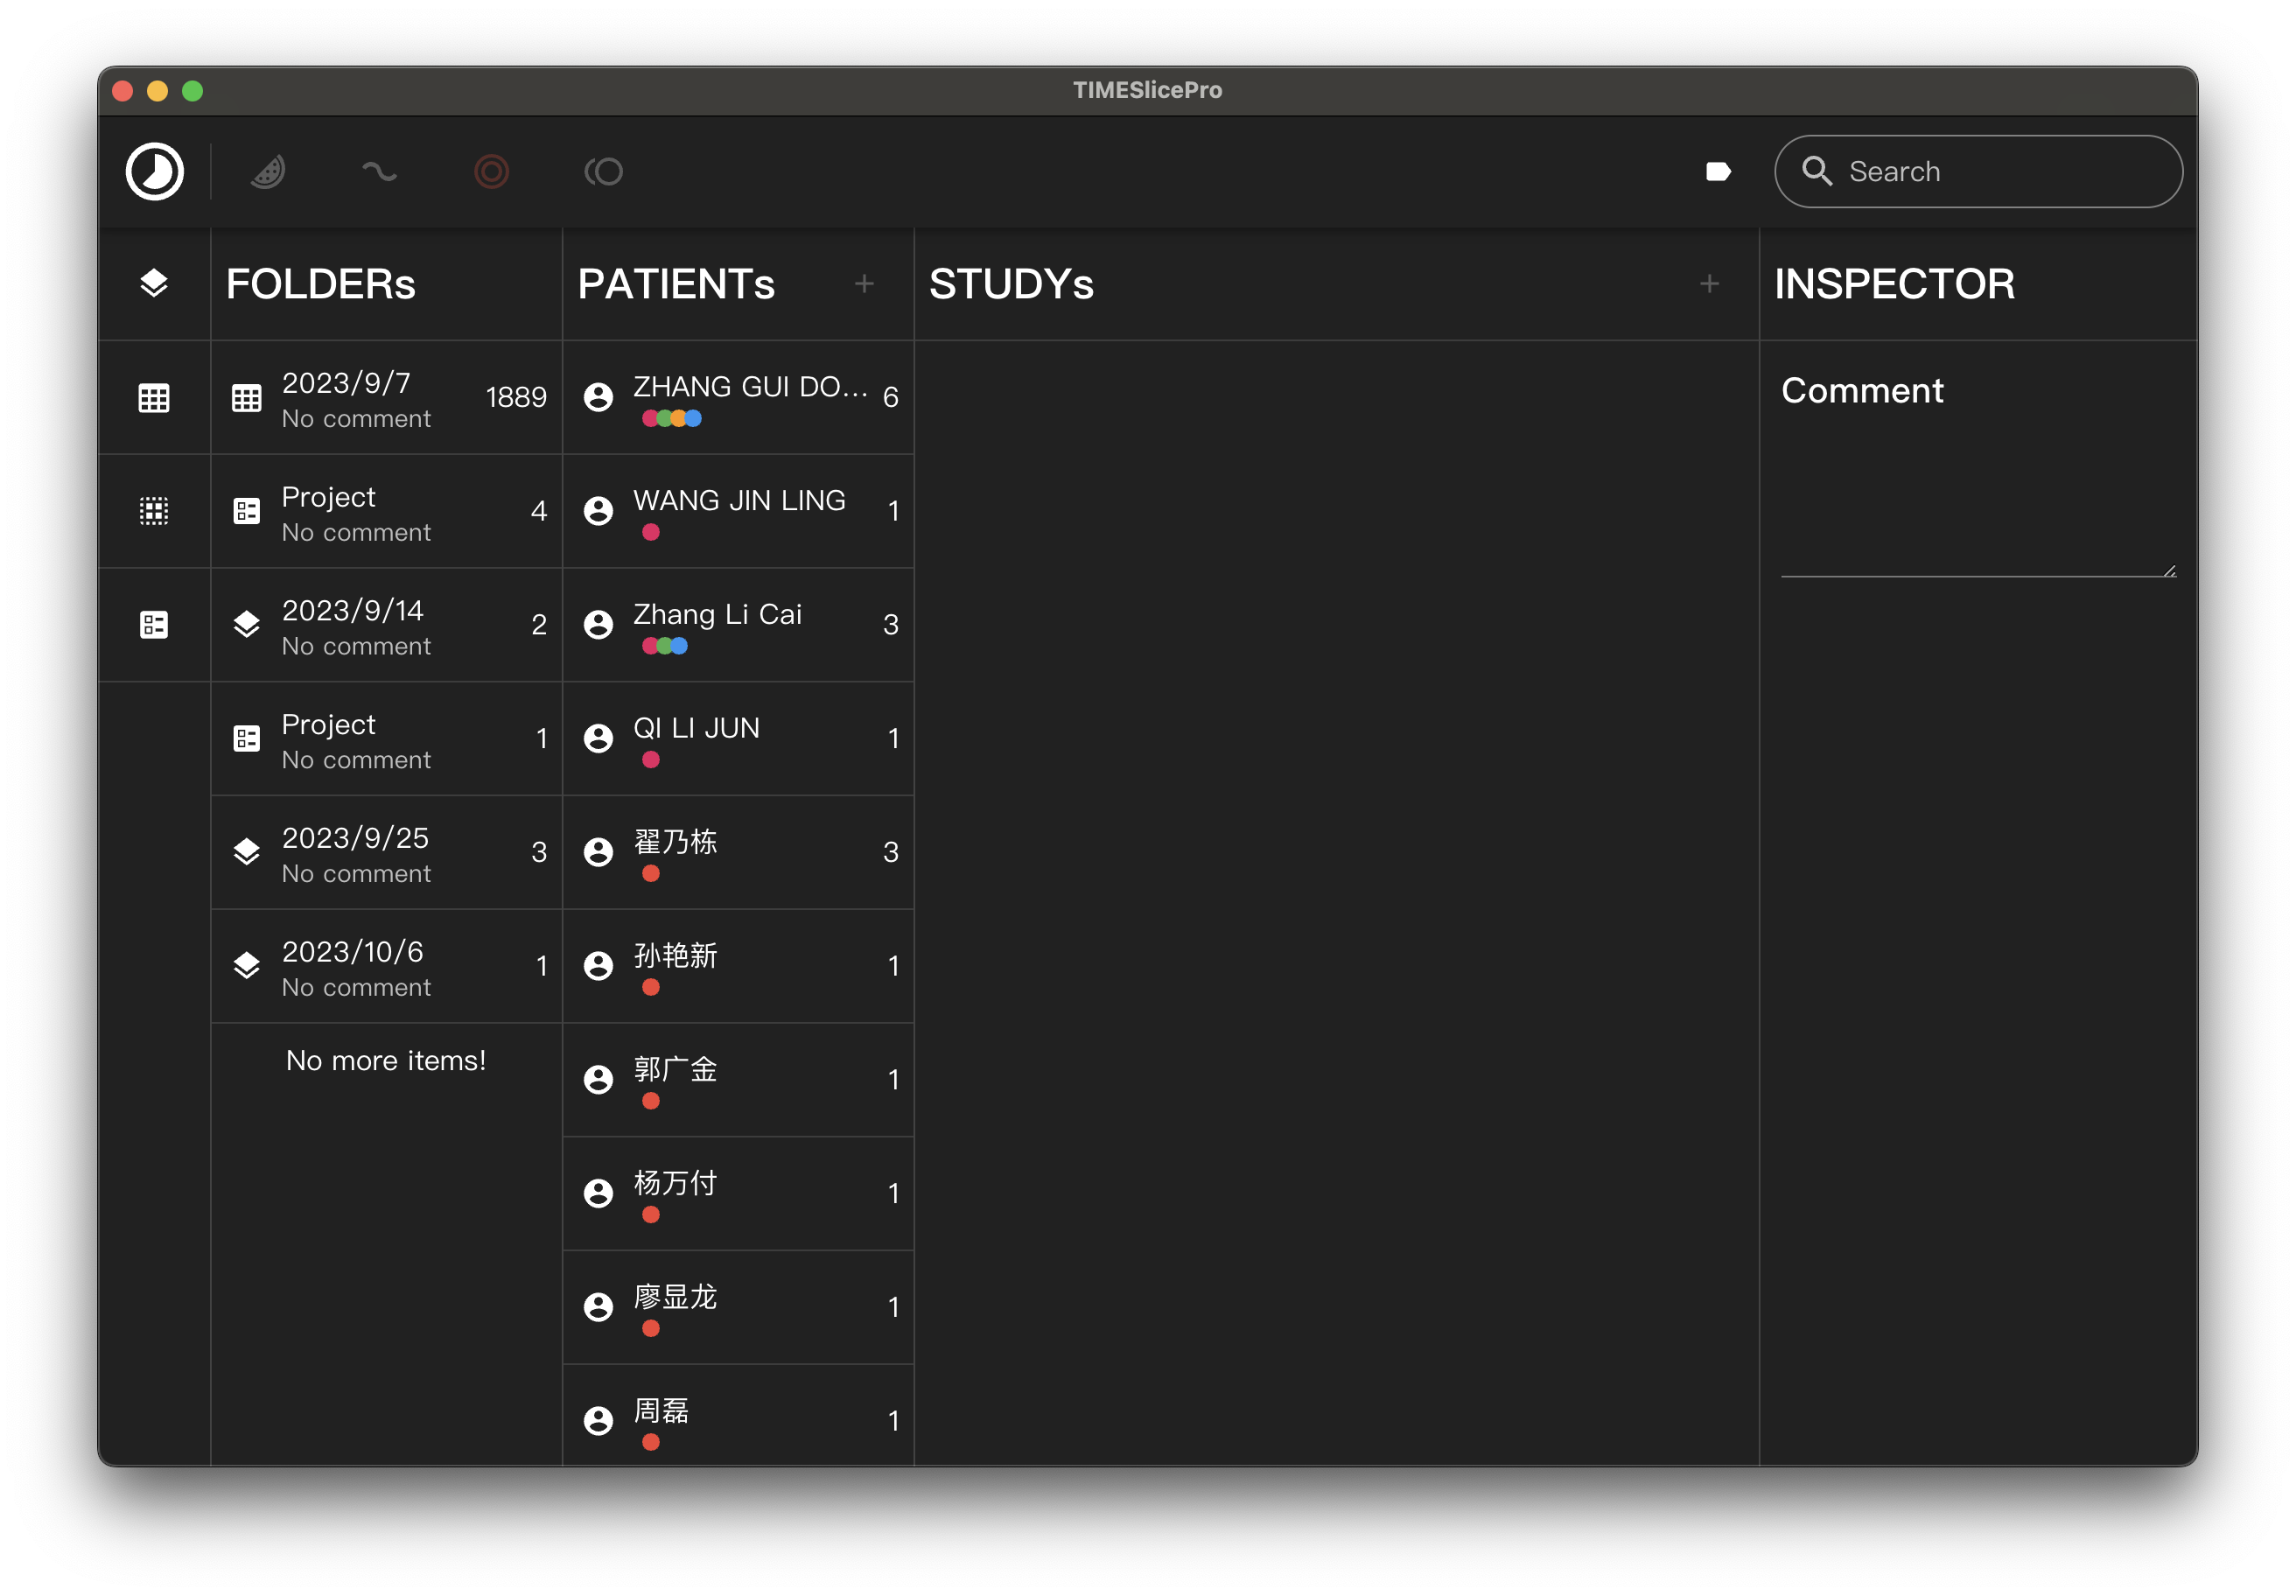 TIMESlicePro
Search
FOLDERs
PATIENTs
STUDYs
INSPECTOR
2023/9/7
No comment
1889
Project
No comment
4
2023/9/14
No comment
2
Project
No comment
1
2023/9/25
No comment
3
2023/10/6
No comment
1
No more items!
ZHANG GUI DO...
6
WANG JIN LING
1
Zhang Li Cai
3
QI LI JUN
1
翟乃栋
3
孙艳新
1
郭广金
1
杨万付
1
廖显龙
1
周磊
1
Comment